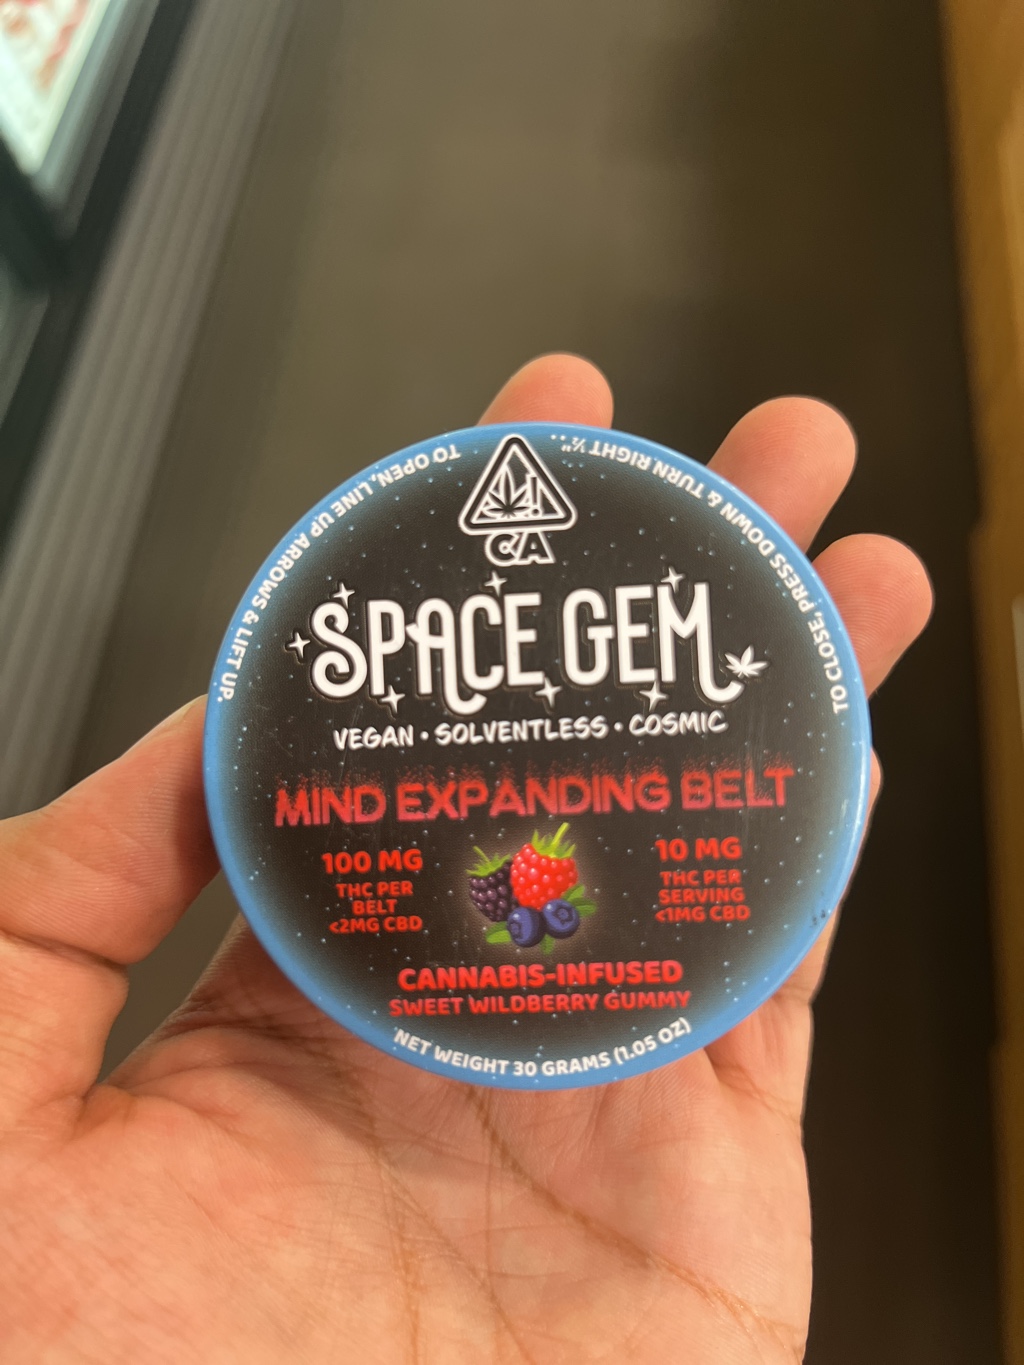 TO OPEN, LINE UP ARROWS & LIFT UP.
TO CLOSE, PRESS DOWN & TURN RIGHT ½"...
CA
SPACE GEM
VEGAN • SOLVENTLESS • COSMIC
MIND EXPANDING BELT
100 MG
THC PER
BELT
<2MG CBD
10 MG
THC PER
SERVING
<1MG CBD
CANNABIS-INFUSED
SWEET WILDBERRY GUMMY
NET WEIGHT 30 GRAMS (1.05 OZ)